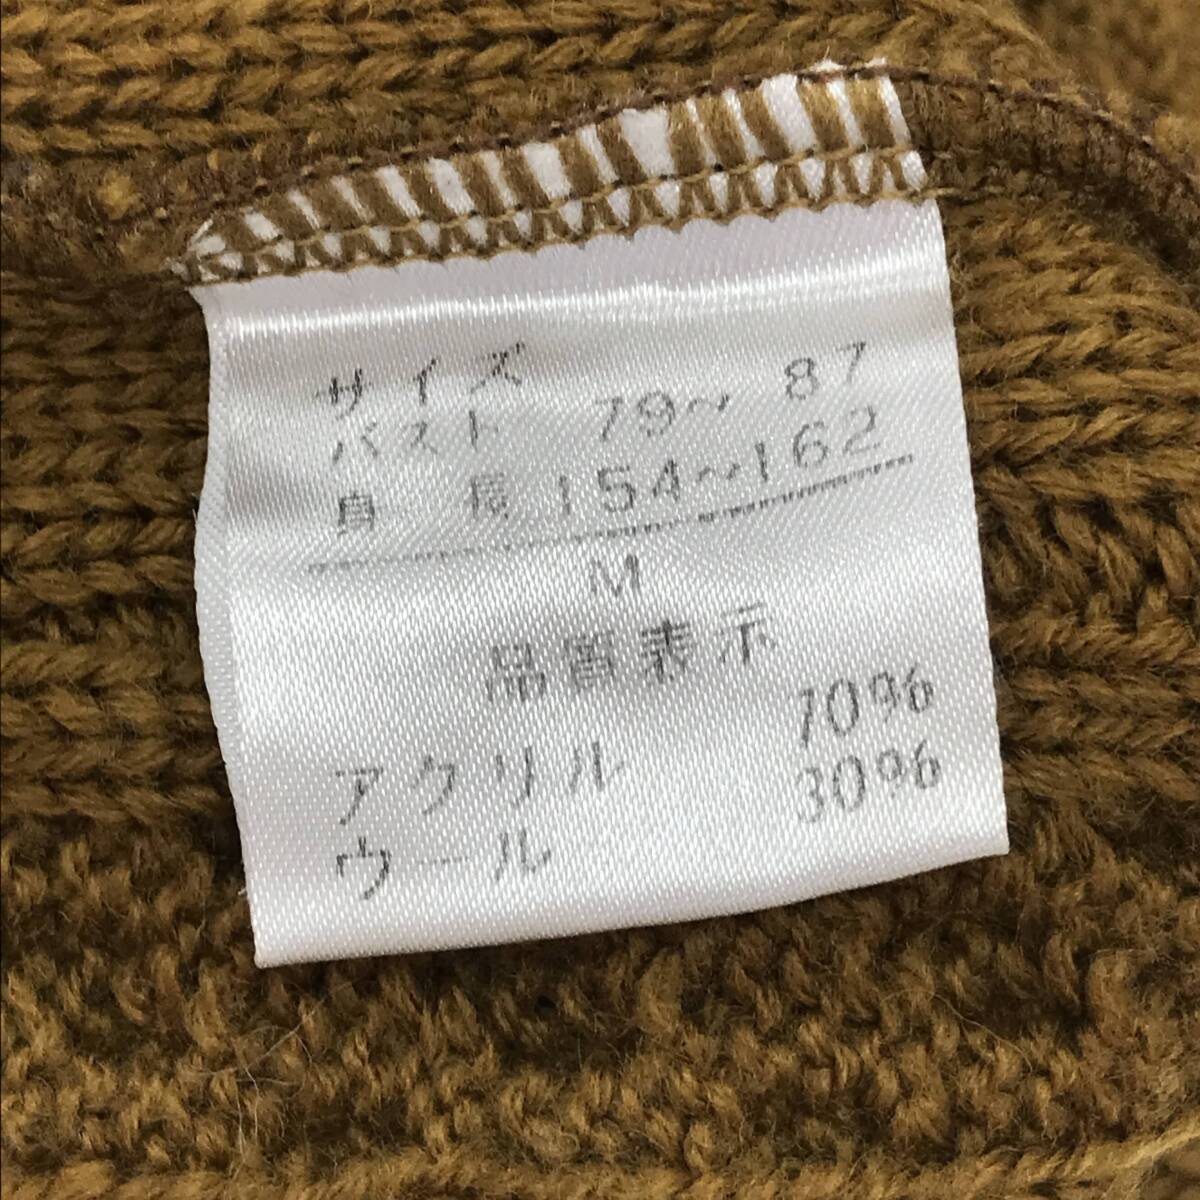 サイズ
バスト 79～ 87
身 長 154～162
M
品質表示
アクリル 70%
ウール 30%